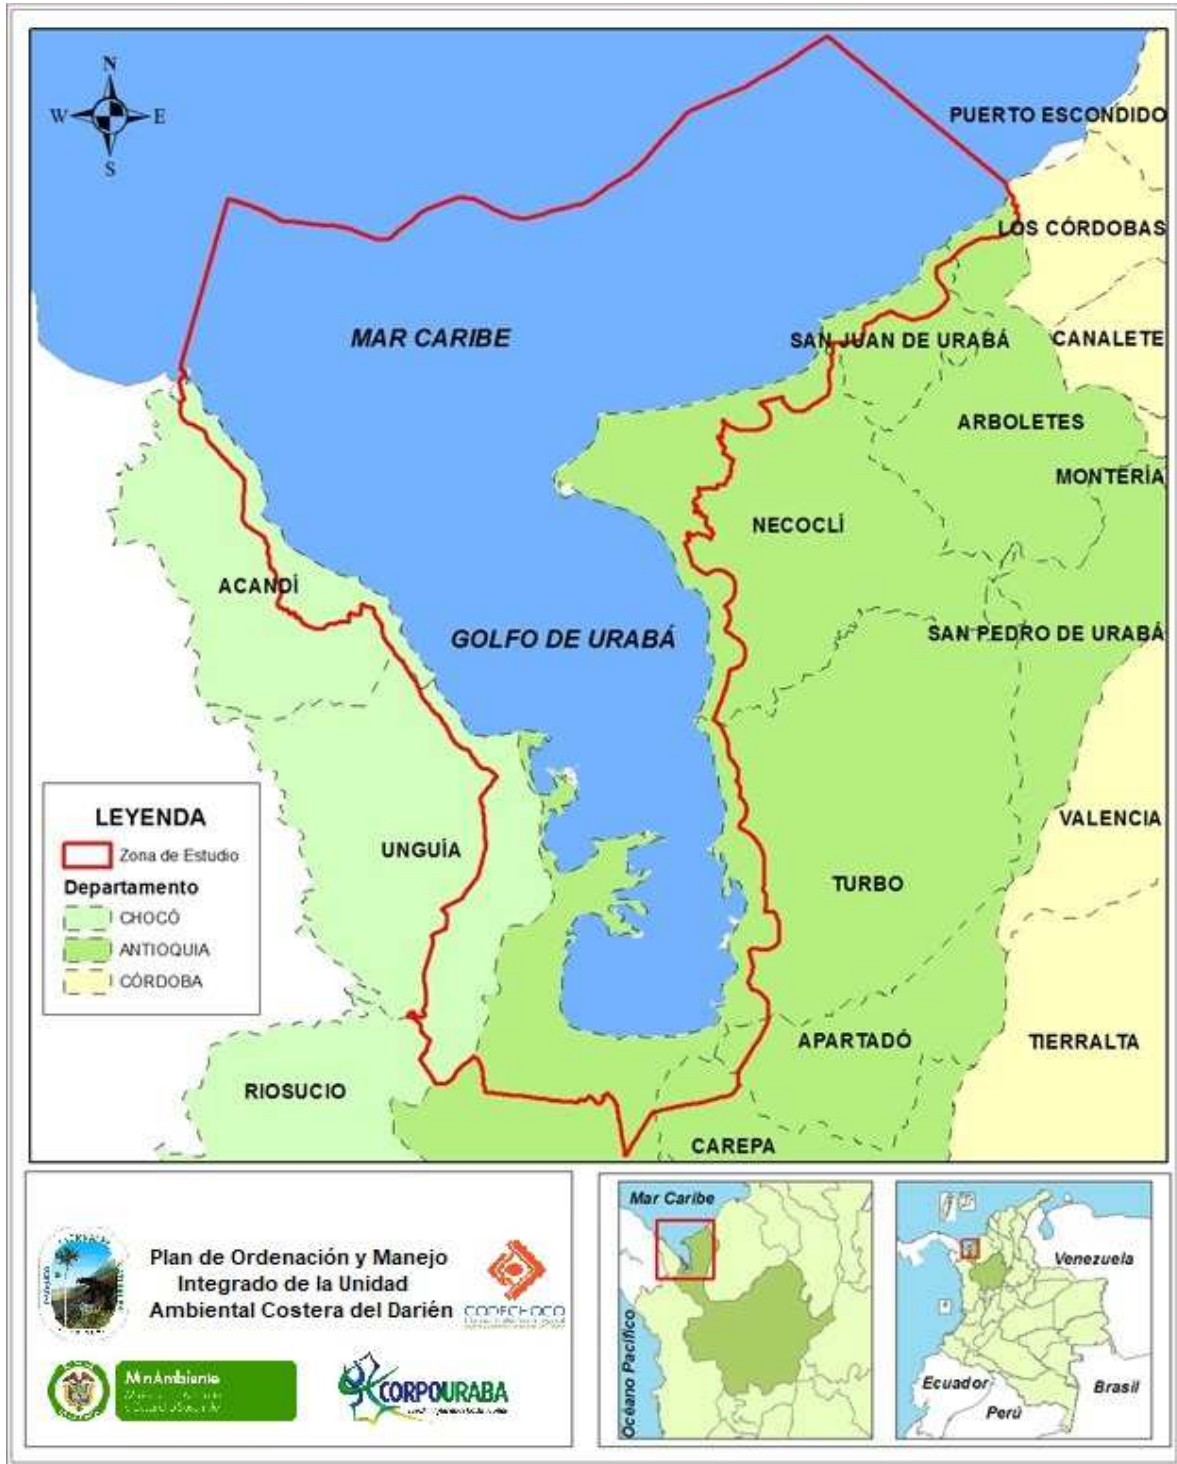 N
W E
S
PUERTO ESCONDIDO
LOS CÓRDOBAS
MAR CARIBE
SAN JUAN DE URABÁ
CANALETE
ARBOLETES
MONTERÍA
NECOCLÍ
ACANDÍ
GOLFO DE URABÁ
SAN PEDRO DE URABÁ
LEYENDA
Zona de Estudio
Departamento
CHOCÓ
ANTIOQUIA
CÓRDOBA
UNGUÍA
VALENCIA
TURBO
APARTADÓ
TIERRALTA
RIOSUCIO
CAREPA
Plan de Ordenación y Manejo
Integrado de la Unidad
Ambiental Costera del Darién
CODECHOCO
MinAmbiente
CORPOURABA
Mar Caribe
Océano Pacífico
Venezuela
Ecuador
Perú
Brasil